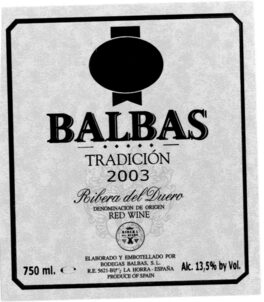 BALBAS
TRADICIÓN
2003
Ribera del Duero
DENOMINACION DE ORIGEN
RED WINE
ELABORADO Y EMBOTELLADO POR
BODEGAS BALBAS, S.L.
LA HORRA - ESPAÑA
PRODUCE OF SPAIN
750 ml. e
Alc. 13,5% by Vol.